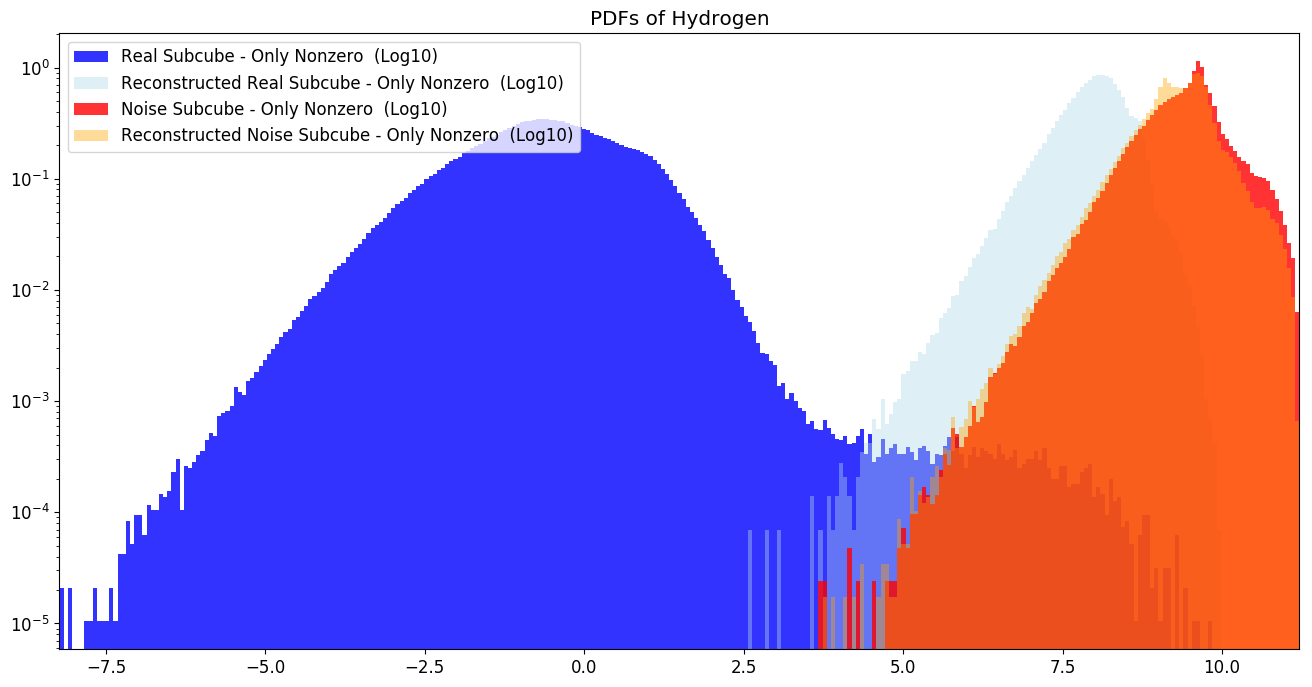 PDFs of Hydrogen
Real Subcube - Only Nonzero  (Log10)
Reconstructed Real Subcube - Only Nonzero  (Log10)
Noise Subcube - Only Nonzero  (Log10)
Reconstructed Noise Subcube - Only Nonzero  (Log10)
10⁰
10⁻¹
10⁻²
10⁻³
10⁻⁴
10⁻⁵
−7.5 −5.0 −2.5 0.0 2.5 5.0 7.5 10.0